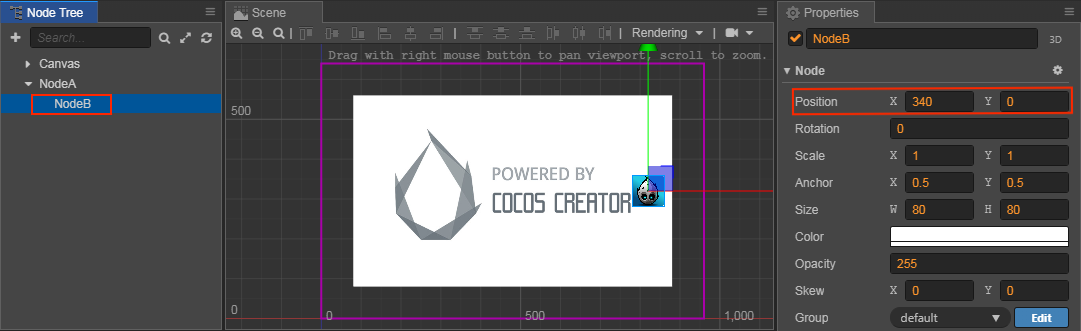 Node Tree
Search...
Canvas
NodeA
NodeB
Scene
Rendering
Drag with right mouse button to pan viewport, scroll to zoom.
500
POWERED BY
COCOS CREATOR
0
0
500
1,000
Properties
NodeB
3D
Node
Position X 340 Y 0
Rotation 0
Scale X 1 Y 1
Anchor X 0.5 Y 0.5
Size W 80 H 80
Color
Opacity 255
Skew X 0 Y 0
Group default Edit